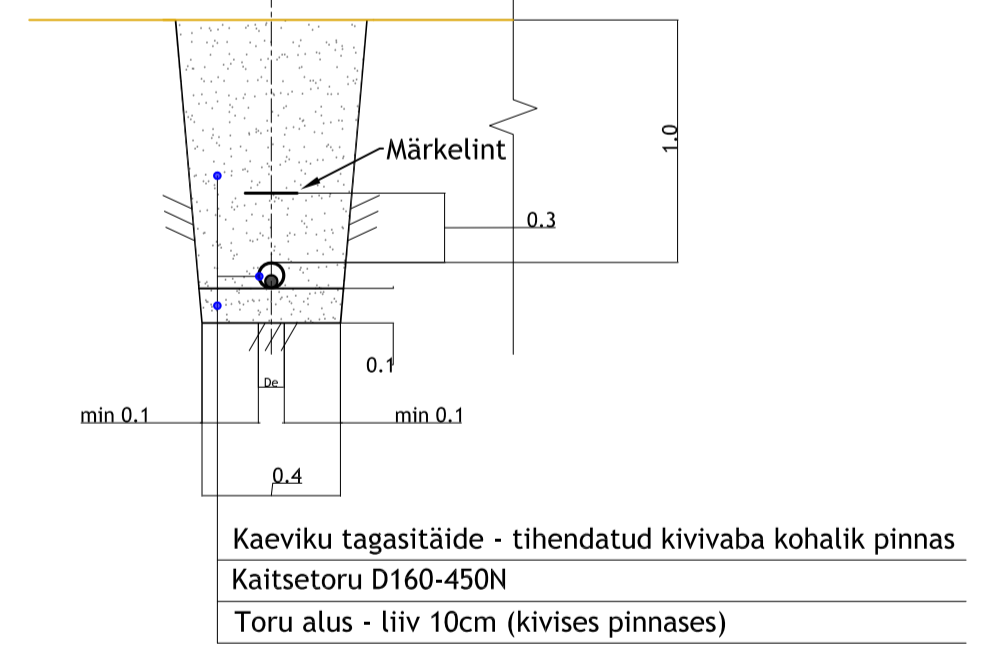 Märkelint
1.0
0.3
0.1
De
min 0.1
min 0.1
0.4
Kaeviku tagasitäide - tihendatud kivivaba kohalik pinnas
Kaitsetoru D160-450N
Toru alus - liiv 10cm (kivises pinnases)